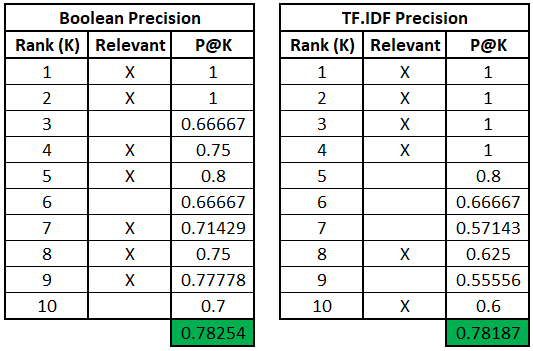 Boolean Precision
Rank (K) Relevant P@K
1 X 1
2 X 1
3 0.66667
4 X 0.75
5 X 0.8
6 0.66667
7 X 0.71429
8 X 0.75
9 X 0.77778
10 0.7
0.78254
TF.IDF Precision
Rank (K) Relevant P@K
1 X 1
2 X 1
3 X 1
4 X 1
5 0.8
6 0.66667
7 0.57143
8 X 0.625
9 0.55556
10 X 0.6
0.78187